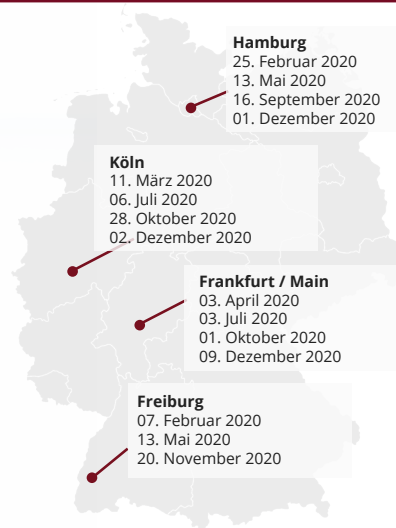 Hamburg
25. Februar 2020
13. Mai 2020
16. September 2020
01. Dezember 2020
Köln
11. März 2020
06. Juli 2020
28. Oktober 2020
02. Dezember 2020
Frankfurt / Main
03. April 2020
03. Juli 2020
01. Oktober 2020
09. Dezember 2020
Freiburg
07. Februar 2020
13. Mai 2020
20. November 2020